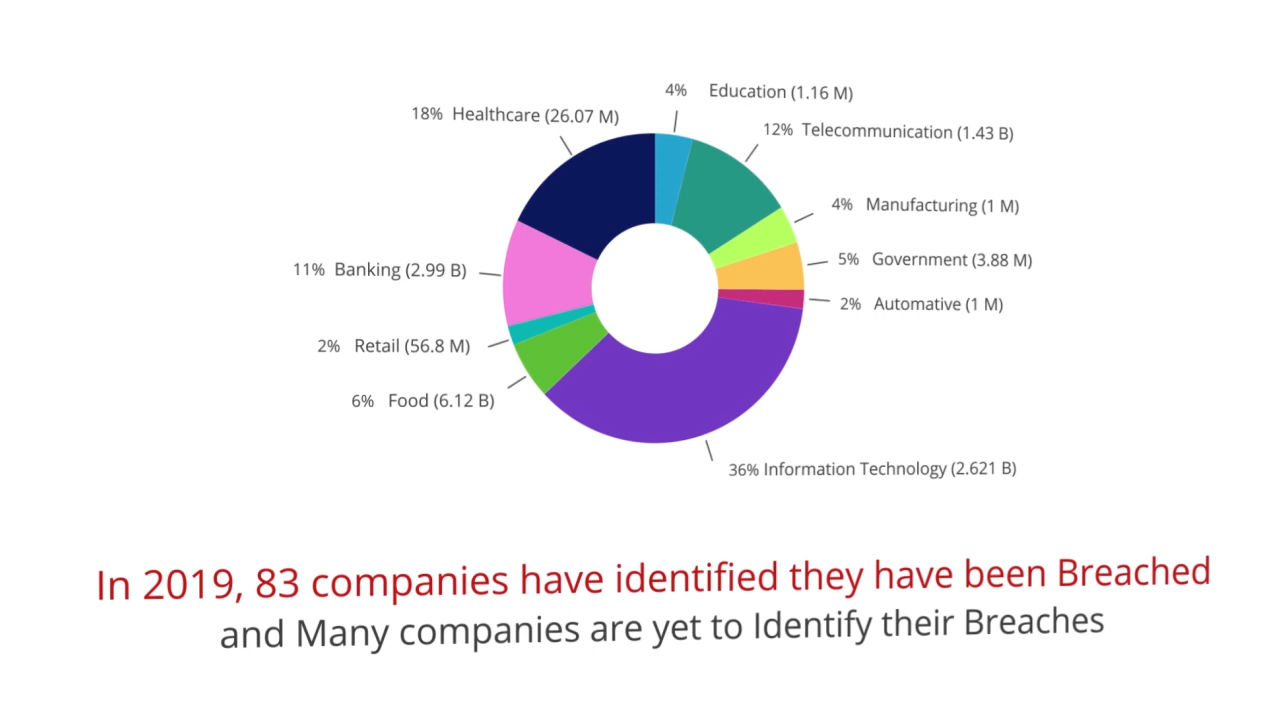 4% Education (1.16 M)
18% Healthcare (26.07 M)
12% Telecommunication (1.43 B)
4% Manufacturing (1 M)
5% Government (3.88 M)
11% Banking (2.99 B)
2% Automative (1 M)
2% Retail (56.8 M)
6% Food (6.12 B)
36% Information Technology (2.621 B)
In 2019, 83 companies have identified they have been Breached
and Many companies are yet to Identify their Breaches